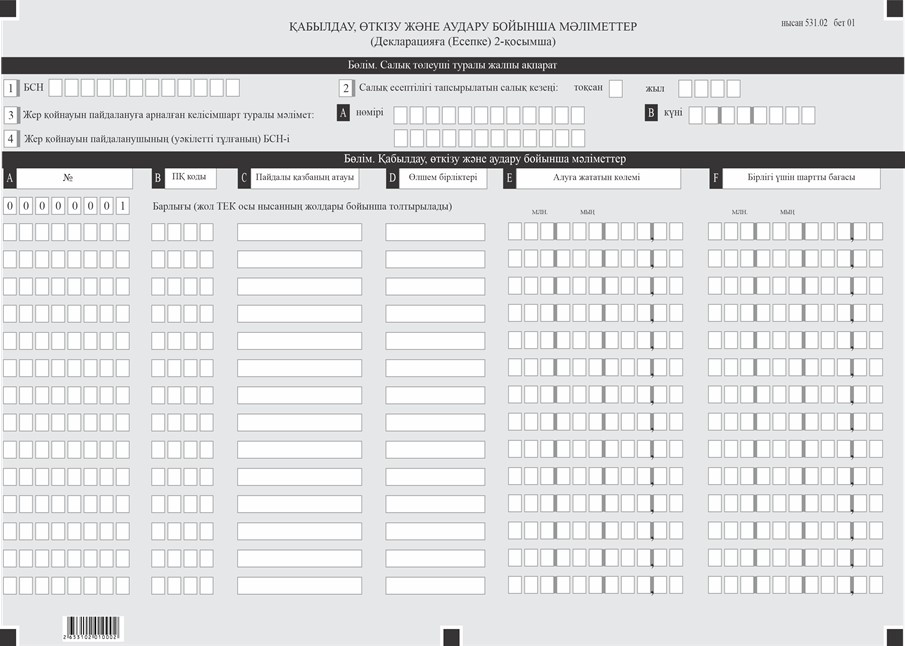 ҚАБЫЛДАУ, ӨТКІЗУ ЖӘНЕ АУДАРУ БОЙЫНША МӘЛІМЕТТЕР нысан 531.02 бет 01
(Декларацияға (Есепке) 2-қосымша)
Бөлім. Салық төлеуші туралы жалпы ақпарат
1 БСН 2 Салық есептілігі тапсырылатын салық кезеңі: тоқсан жыл
3 Жер қойнауын пайдалануға арналған келісімшарт туралы мәлімет: A нөмірі B күні
4 Жер қойнауын пайдаланушының (уәкілетті тұлғаның) БСН-і
Бөлім. Қабылдау, өткізу және аудару бойынша мәліметтер
A № B ПҚ коды C Пайдалы қазбаның атауы D Өлшем бірліктері E Алуға жататын көлемі F Бірлігі үшін шартты бағасы
0 0 0 0 0 0 0 1 Барлығы (жол ТЕК осы нысанның жолдары бойынша толтырылады) млн. мың млн. мың
2 653102 010002